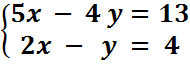 5x − 4y = 13
2x − y = 4